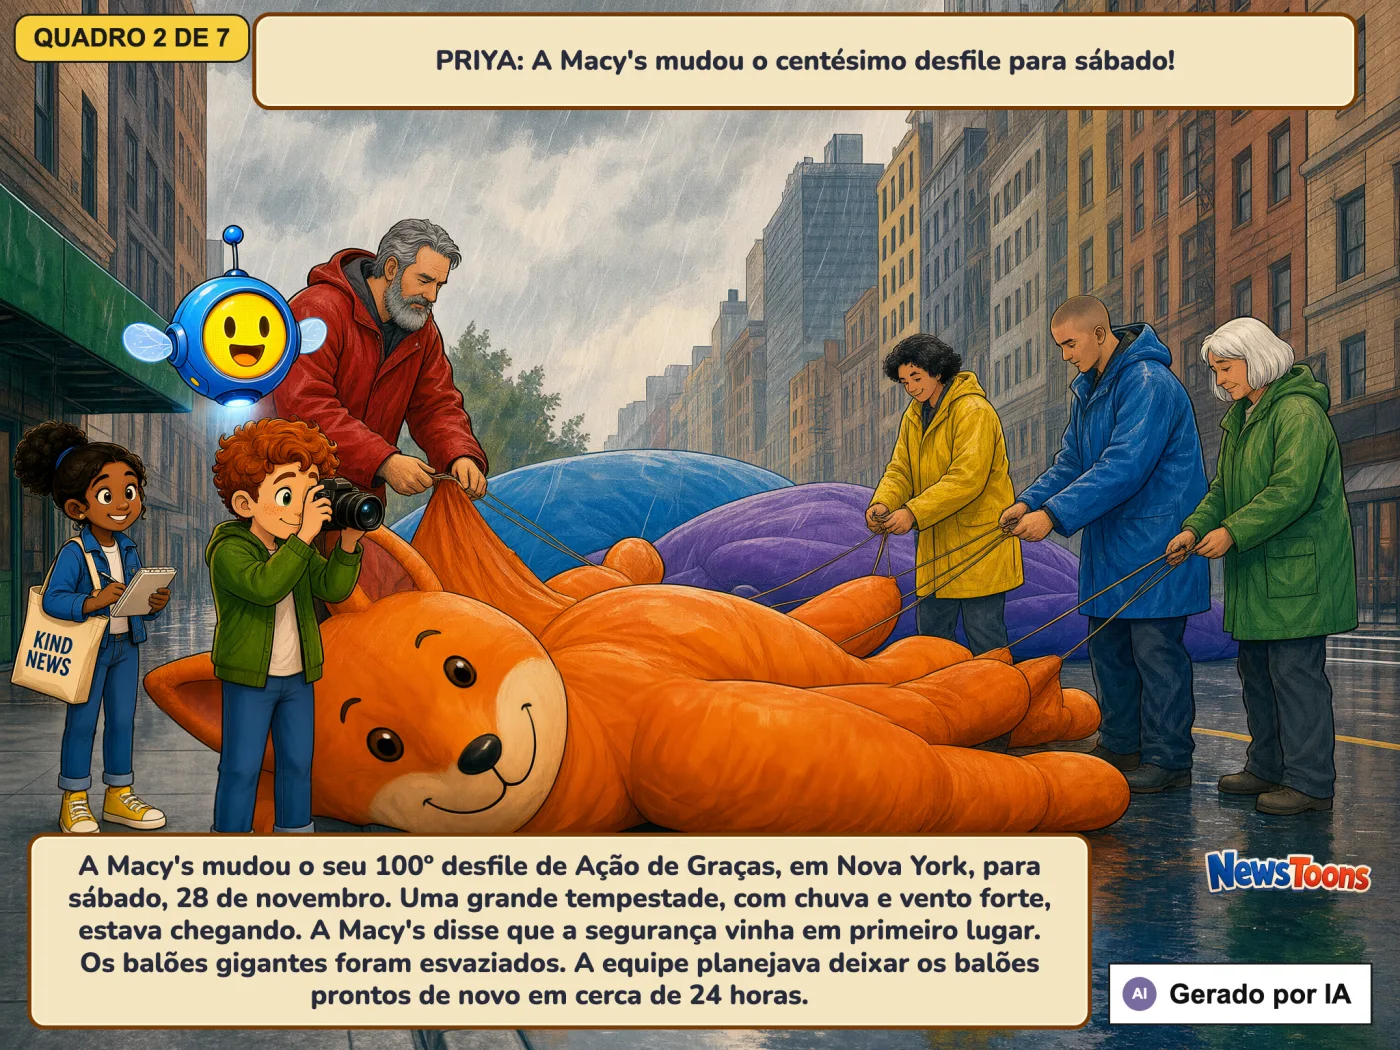 QUADRO 2 DE 7
PRIYA: A Macy's mudou o centésimo desfile para sábado!
KIND
NEWS
A Macy's mudou o seu 100º desfile de Ação de Graças, em Nova York, para
sábado, 28 de novembro. Uma grande tempestade, com chuva e vento forte,
estava chegando. A Macy's disse que a segurança vinha em primeiro lugar.
Os balões gigantes foram esvaziados. A equipe planejava deixar os balões
prontos de novo em cerca de 24 horas.
NewsToons
AI Gerado por IA